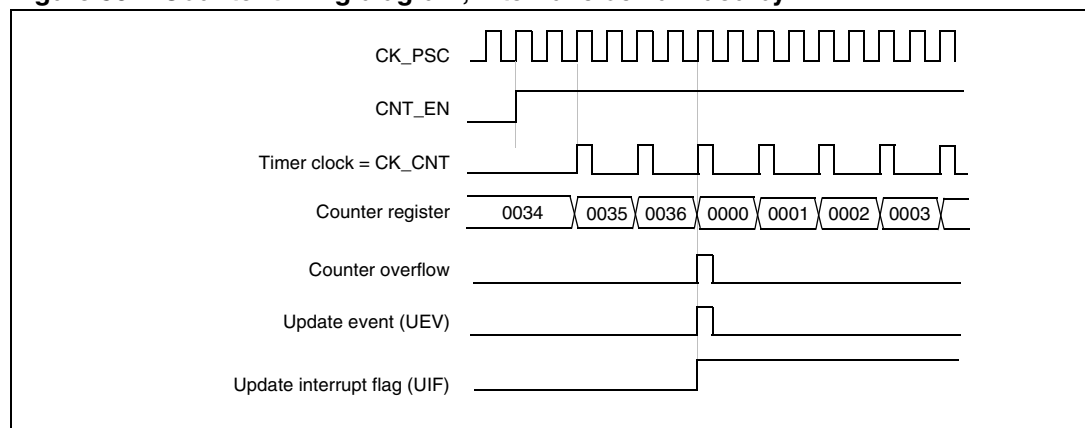 CK_PSC
CNT_EN
Timer clock = CK_CNT
Counter register 0034 0035 0036 0000 0001 0002 0003
Counter overflow
Update event (UEV)
Update interrupt flag (UIF)